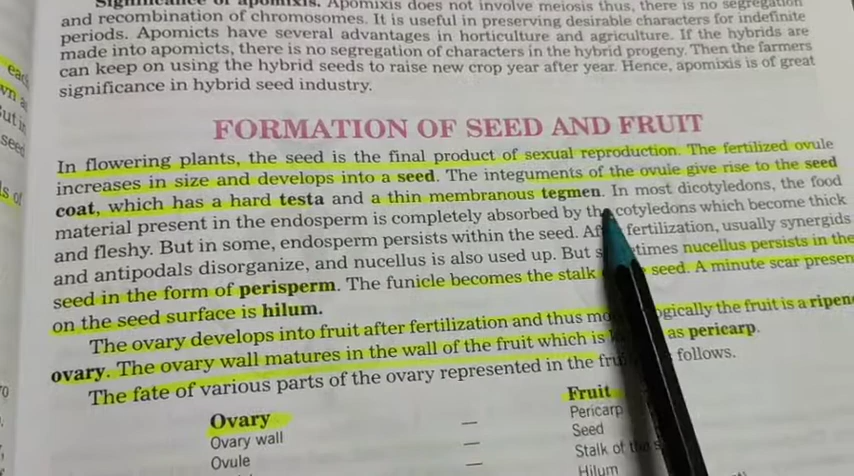 Significance of apomixis. Apomixis does not involve meiosis thus, there is no segregation
and recombination of chromosomes. It is useful in preserving desirable characters for indefinite
periods. Apomicts have several advantages in horticulture and agriculture. If the hybrids are
made into apomicts, there is no segregation of characters in the hybrid progeny. Then the farmers
can keep on using the hybrid seeds to raise new crop year after year. Hence, apomixis is of great
significance in hybrid seed industry.
FORMATION OF SEED AND FRUIT
In flowering plants, the seed is the final product of sexual reproduction. The fertilized ovule
increases in size and develops into a seed. The integuments of the ovule give rise to the seed
coat, which has a hard testa and a thin membranous tegmen. In most dicotyledons, the food
material present in the endosperm is completely absorbed by the cotyledons which become thick
and fleshy. But in some, endosperm persists within the seed. fertilization, usually synergids
and antipodals disorganize, and nucellus is also used up. But nucellus persists in the
seed in the form of perisperm. The funicle becomes the stalk seed. A minute scar presen
on the seed surface is hilum.
The ovary develops into fruit after fertilization and thus the fruit is a ripen
ovary. The ovary wall matures in the wall of the fruit which is as pericarp.
The fate of various parts of the ovary represented in the follows.
Ovary Fruit
Ovary wall — Pericarp
Ovule — Seed
— Stalk of the
Hilum